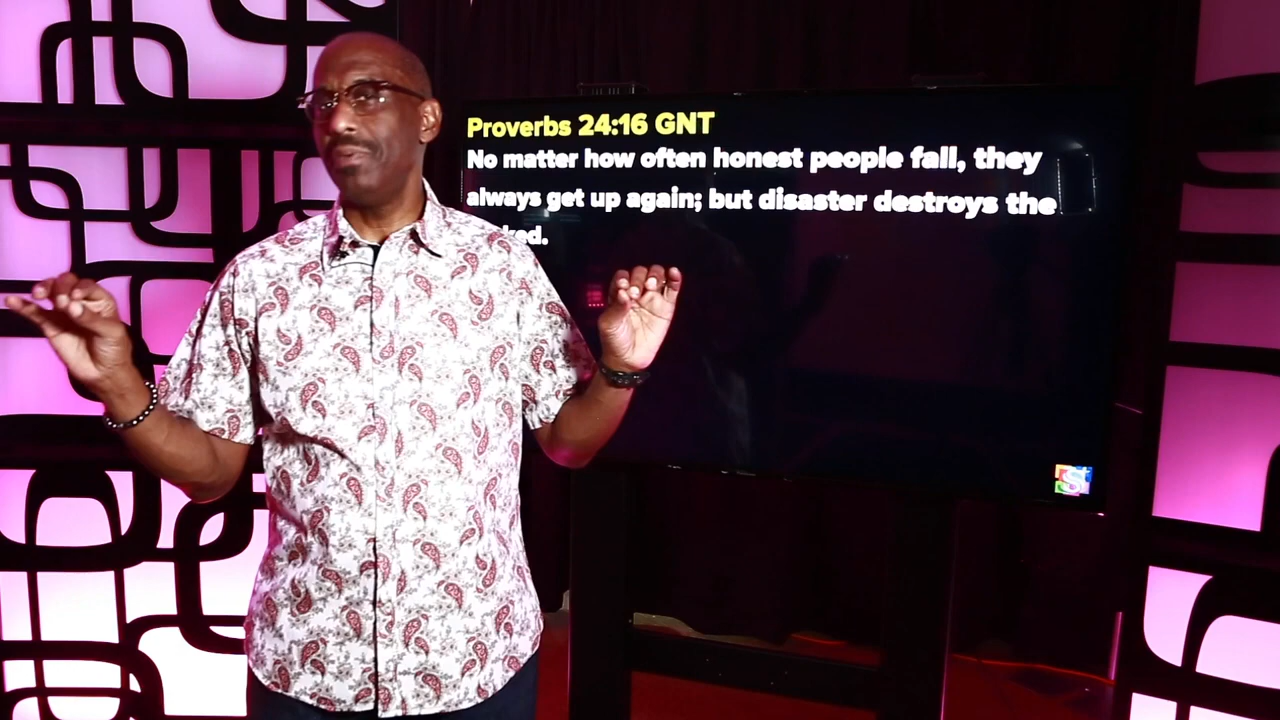 Proverbs 24:16 GNT
No matter how often honest people fall, they
always get up again; but disaster destroys the
ked.
S